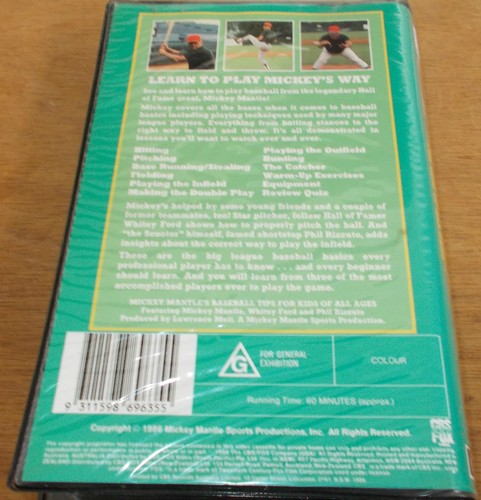 LEARN TO PLAY MICKEY'S WAY
See and learn how to play baseball from the legendary Hall
of Fame great, Mickey Mantle!
Mickey covers all the bases when it comes to baseball
basics including playing techniques used by many major
league players. Everything from batting stances to the
right way to field and throw. It's all demonstrated in
lessons you'll want to watch over and over.
Hitting
Pitching
Base Running/Stealing
Fielding
Playing the Infield
Making the Double Play
Playing the Outfield
Bunting
The Catcher
Warm-Up Exercises
Equipment
Review Quiz
Mickey's helped by some young friends and a couple of
former teammates, too! Star pitcher, fellow Hall of Famer
Whitey Ford shows how to properly pitch the ball. And
"the Scooter" himself, famed shortstop Phil Rizzuto, adds
insights about the correct way to play the infield.
These are the big league baseball basics every
professional player has to know . . . and every beginner
should learn. And you will learn from three of the most
accomplished players ever to play the game.
MICKEY MANTLE'S BASEBALL TIPS FOR KIDS OF ALL AGES
Featuring Mickey Mantle, Whitey Ford and Phil Rizzuto
Produced by Lawrence Meli. A Mickey Mantle Sports Production.
G
FOR GENERAL
EXHIBITION
COLOUR
9 311598 696355
Running Time: 60 MINUTES (approx.)
Copyright © 1986 Mickey Mantle Sports Productions, Inc. All Rights Reserved.
CBS
FOX